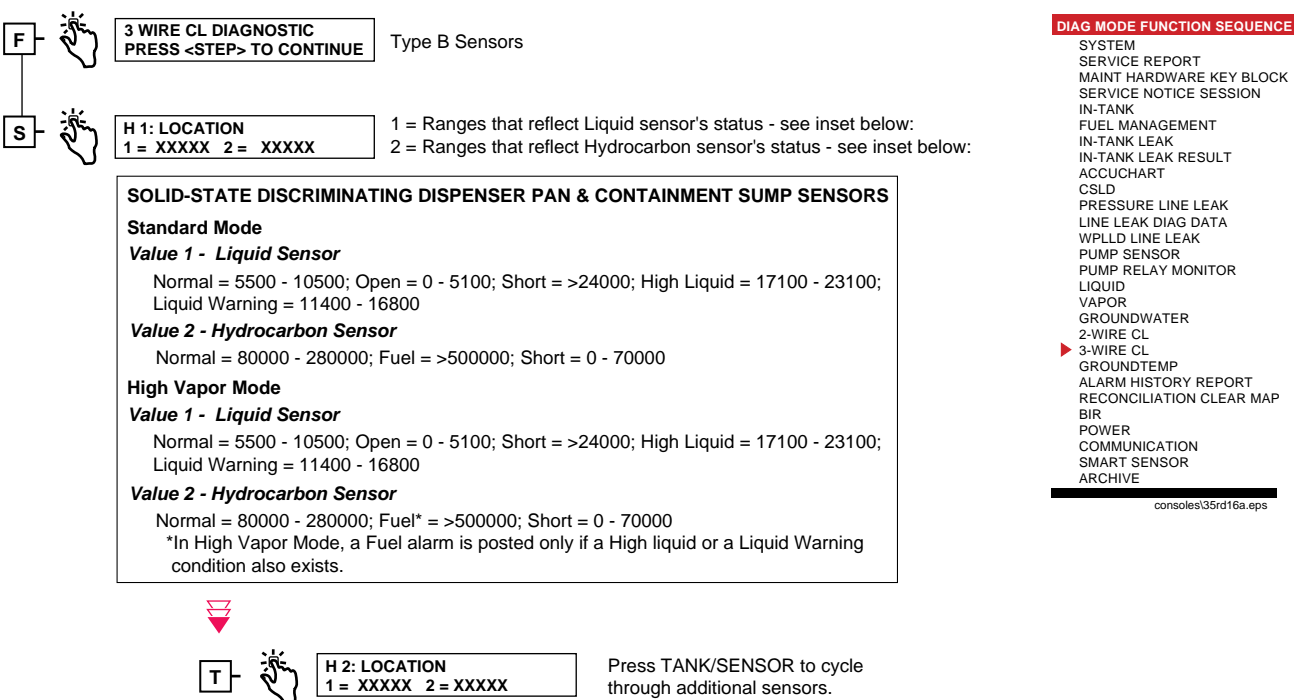 F
3 WIRE CL DIAGNOSTIC
PRESS <STEP> TO CONTINUE
Type B Sensors
S
H 1: LOCATION
1 = XXXXX 2 = XXXXX
1 = Ranges that reflect Liquid sensor's status - see inset below:
2 = Ranges that reflect Hydrocarbon sensor's status - see inset below:
SOLID-STATE DISCRIMINATING DISPENSER PAN & CONTAINMENT SUMP SENSORS
Standard Mode
Value 1 - Liquid Sensor
Normal = 5500 - 10500; Open = 0 - 5100; Short = >24000; High Liquid = 17100 - 23100;
Liquid Warning = 11400 - 16800
Value 2 - Hydrocarbon Sensor
Normal = 80000 - 280000; Fuel = >500000; Short = 0 - 70000
High Vapor Mode
Value 1 - Liquid Sensor
Normal = 5500 - 10500; Open = 0 - 5100; Short = >24000; High Liquid = 17100 - 23100;
Liquid Warning = 11400 - 16800
Value 2 - Hydrocarbon Sensor
Normal = 80000 - 280000; Fuel* = >500000; Short = 0 - 70000
*In High Vapor Mode, a Fuel alarm is posted only if a High liquid or a Liquid Warning
condition also exists.
T
H 2: LOCATION
1 = XXXXX 2 = XXXXX
Press TANK/SENSOR to cycle
through additional sensors.
DIAG MODE FUNCTION SEQUENCE
SYSTEM
SERVICE REPORT
MAINT HARDWARE KEY BLOCK
SERVICE NOTICE SESSION
IN-TANK
FUEL MANAGEMENT
IN-TANK LEAK
IN-TANK LEAK RESULT
ACCUCHART
CSLD
PRESSURE LINE LEAK
LINE LEAK DIAG DATA
WPLLD LINE LEAK
PUMP SENSOR
PUMP RELAY MONITOR
LIQUID
VAPOR
GROUNDWATER
2-WIRE CL
3-WIRE CL
GROUNDTEMP
ALARM HISTORY REPORT
RECONCILIATION CLEAR MAP
BIR
POWER
COMMUNICATION
SMART SENSOR
ARCHIVE
consoles\35rd16a.eps